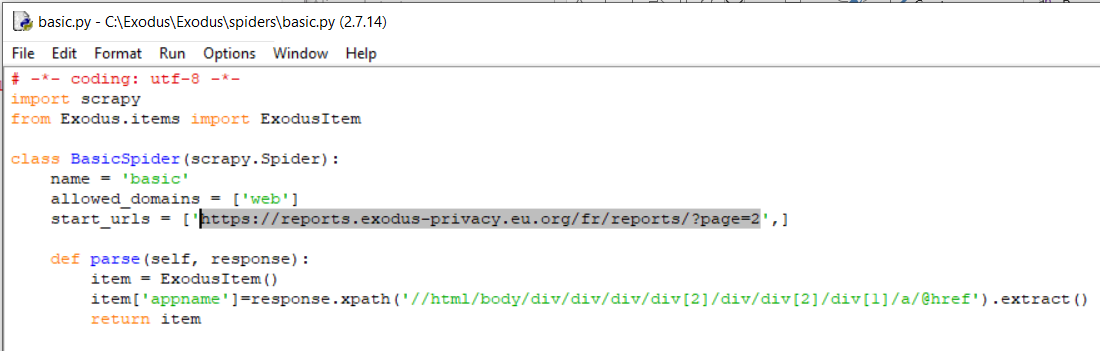 basic.py - C:\Exodus\Exodus\spiders\basic.py (2.7.14)
File Edit Format Run Options Window Help
# -*- coding: utf-8 -*-
import scrapy
from Exodus.items import ExodusItem
class BasicSpider(scrapy.Spider):
    name = 'basic'
    allowed_domains = ['web']
    start_urls = ['https://reports.exodus-privacy.eu.org/fr/reports/?page=2',]
    def parse(self, response):
        item = ExodusItem()
        item['appname']=response.xpath('//html/body/div/div/div/div[2]/div/div[2]/div[1]/a/@href').extract()
        return item